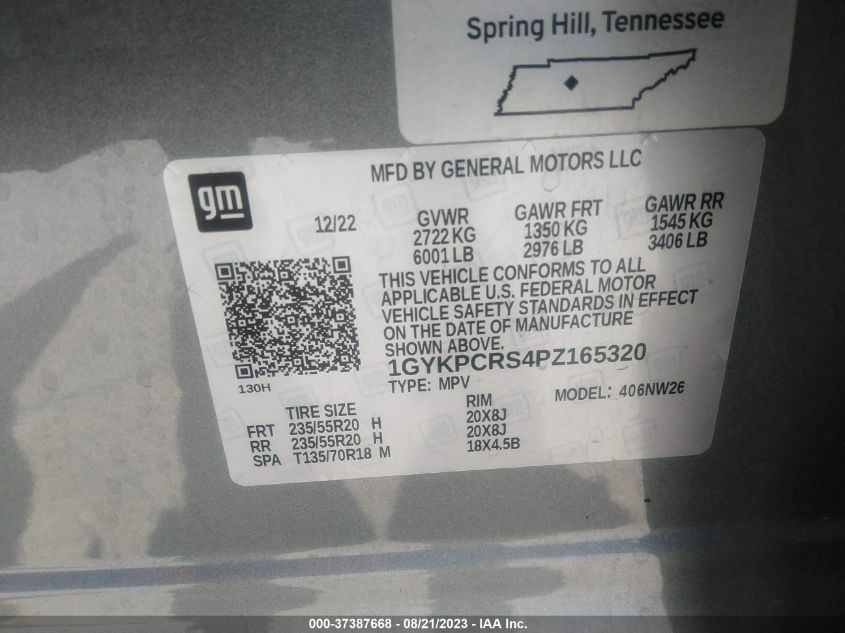 Spring Hill, Tennessee
gm
MFD BY GENERAL MOTORS LLC
12/22
GVWR
2722 KG
6001 LB
GAWR FRT
1350 KG
2976 LB
GAWR RR
1545 KG
3406 LB
THIS VEHICLE CONFORMS TO ALL
APPLICABLE U.S. FEDERAL MOTOR
VEHICLE SAFETY STANDARDS IN EFFECT
ON THE DATE OF MANUFACTURE
SHOWN ABOVE.
1GYKPCRS4PZ165320
130H
TYPE: MPV
MODEL: 406NW26
TIRE SIZE RIM
FRT 235/55R20 H 20X8J
RR 235/55R20 H 20X8J
SPA T135/70R18 M 18X4.5B
000-37387668 - 08/21/2023 - IAA Inc.